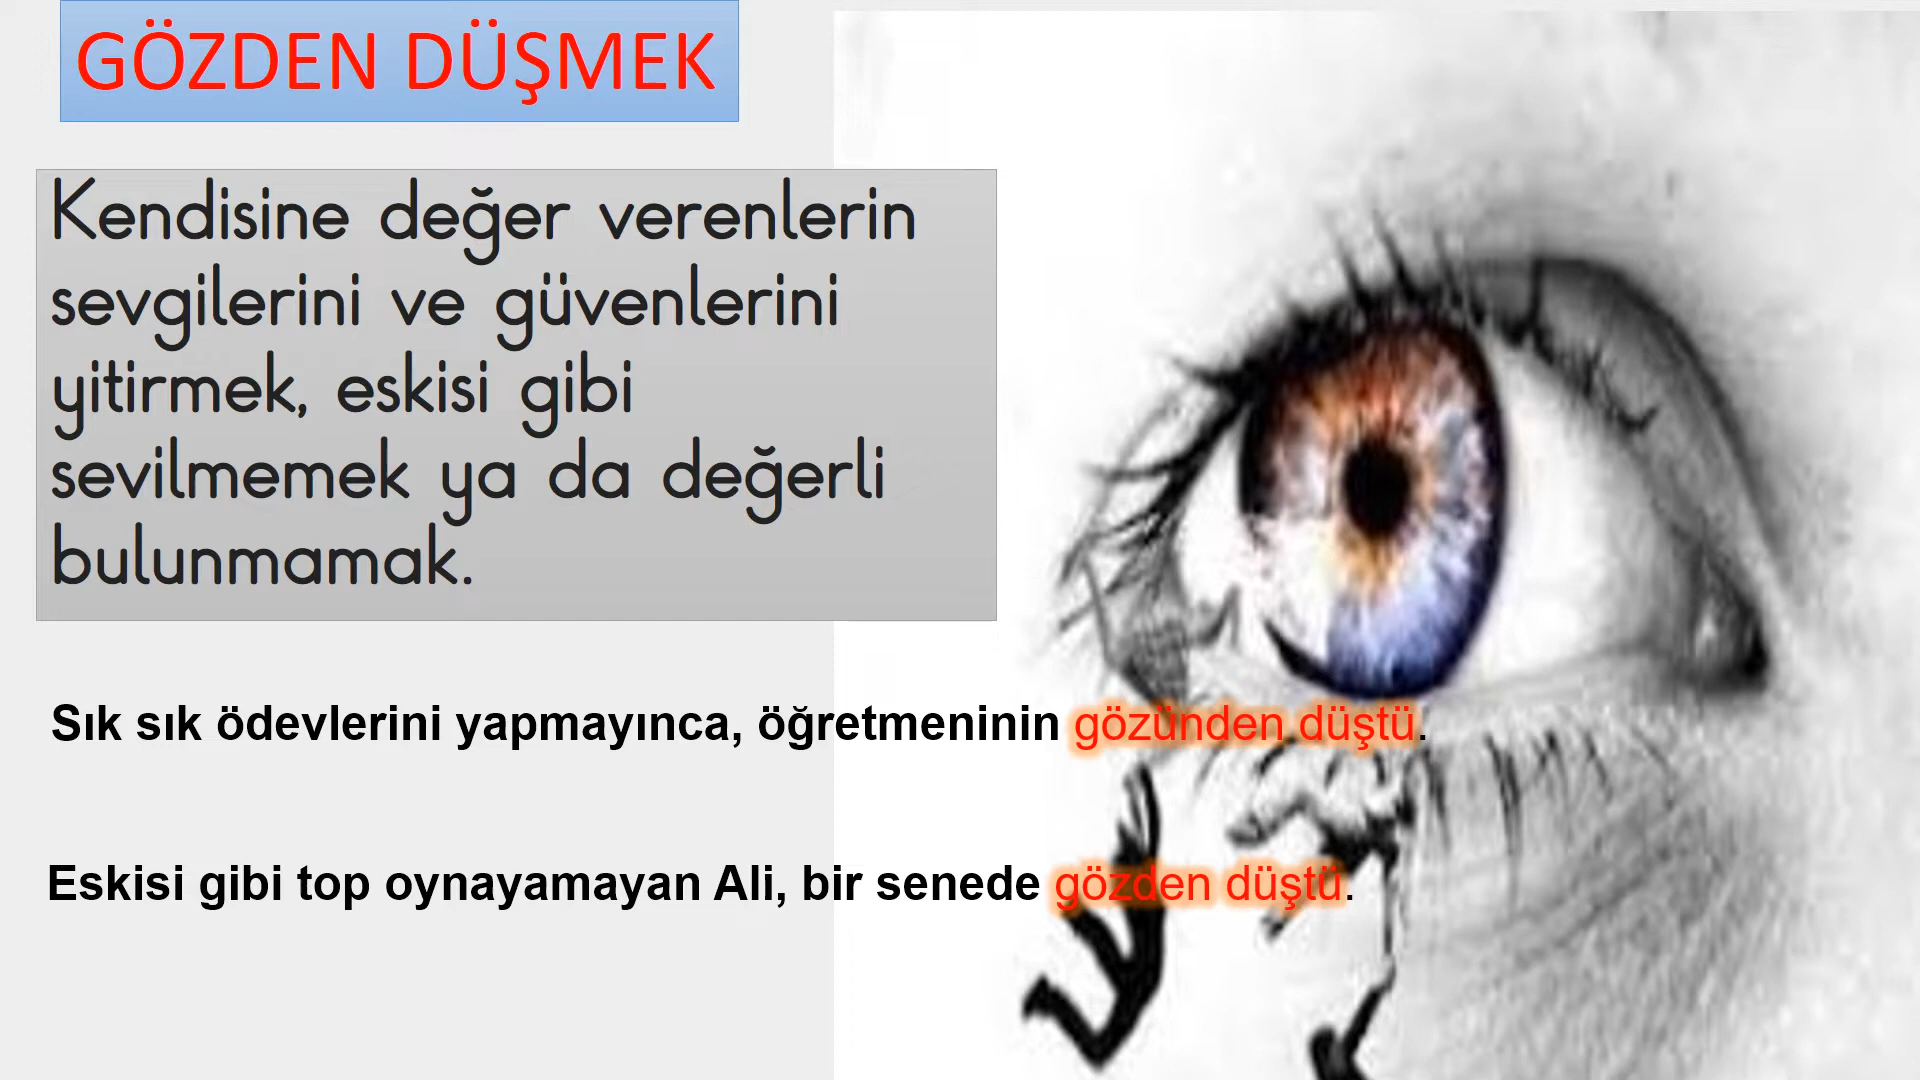 GÖZDEN DÜŞMEK
Kendisine değer verenlerin
sevgilerini ve güvenlerini
yitirmek, eskisi gibi
sevilmemek ya da değerli
bulunmamak.
Sık sık ödevlerini yapmayınca, öğretmeninin gözünden düştü.
Eskisi gibi top oynayamayan Ali, bir senede gözden düştü.